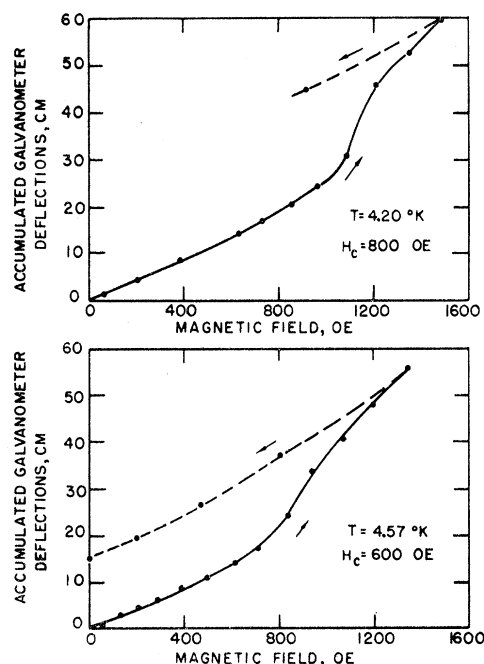 ACCUMULATED GALVANOMETER
DEFLECTIONS, CM
60
50
40
30
20
10
0
T=4.20 °K
Hc=800 OE
0 400 800 1200 1600
MAGNETIC FIELD, OE
ACCUMULATED GALVANOMETER
DEFLECTIONS, CM
60
50
40
30
20
10
0
T=4.57 °K
Hc=600 OE
0 400 800 1200 1600
MAGNETIC FIELD, OE